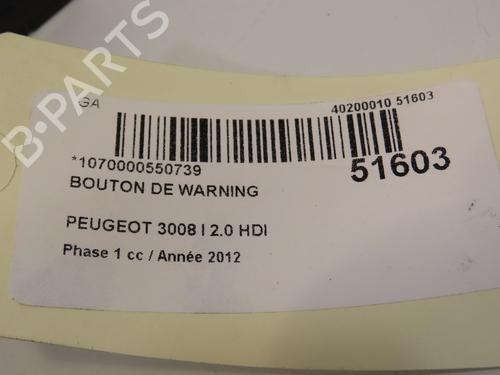 GA
40200010 51603
*1070000550739
51603
BOUTON DE WARNING
PEUGEOT 3008 I 2.0 HDI
Phase 1 cc / Année 2012
B-PARTS